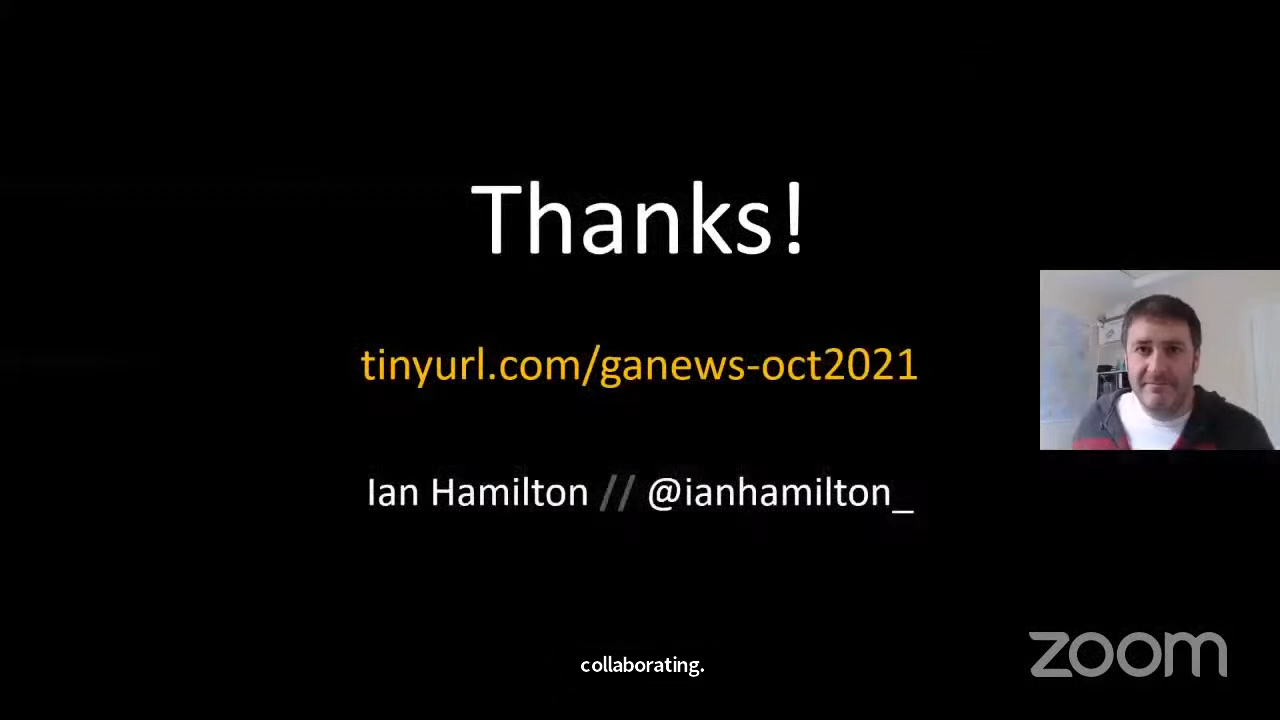 Thanks!
tinyurl.com/ganews-oct2021
Ian Hamilton // @ianhamilton_
collaborating.
zoom